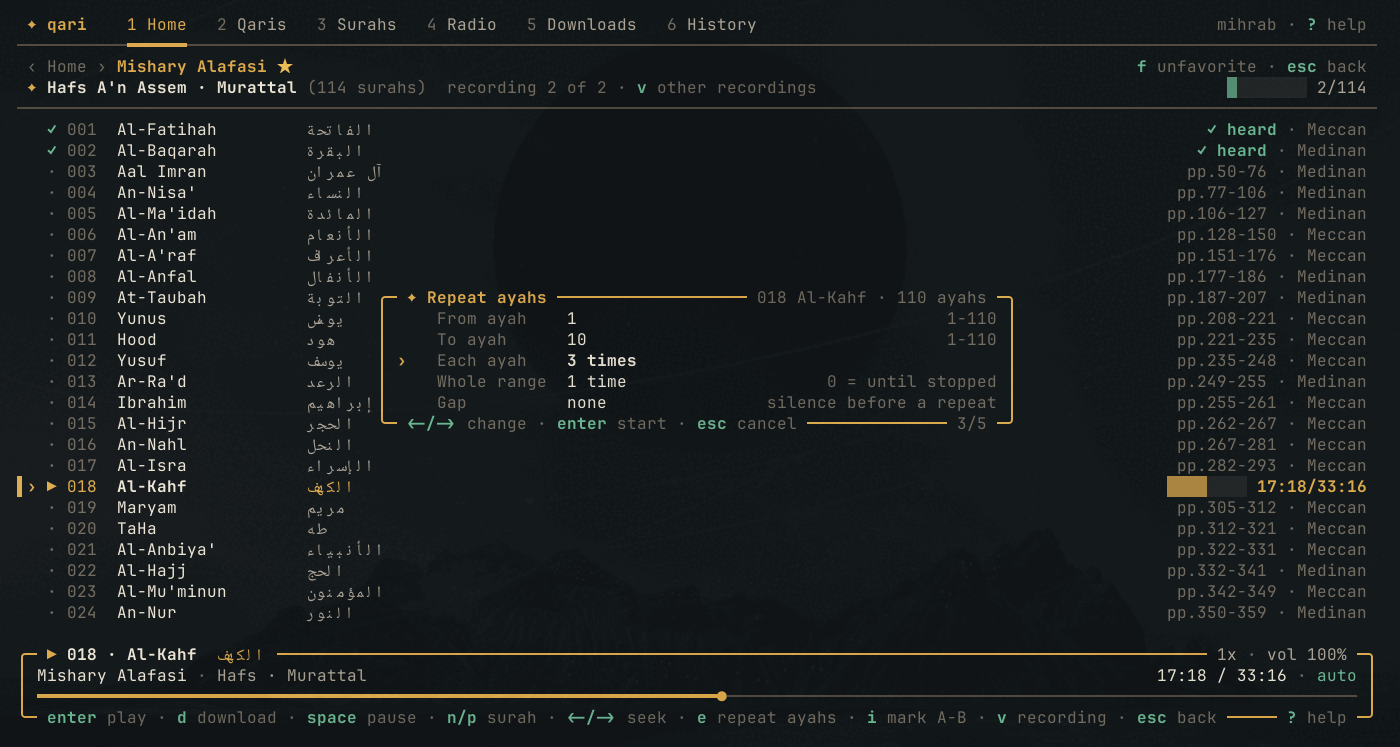 ✦ qari 1 Home 2 Qaris 3 Surahs 4 Radio 5 Downloads 6 History mihrab · ? help
‹ Home › Mishary Alafasi ★ f unfavorite · esc back
✦ Hafs A'n Assem · Murattal (114 surahs) recording 2 of 2 · v other recordings 2/114
✓ 001 Al-Fatihah الفاتحة ✓ heard · Meccan
✓ 002 Al-Baqarah البقرة ✓ heard · Medinan
· 003 Aal Imran آل عمران pp.50-76 · Medinan
· 004 An-Nisa' النساء pp.77-106 · Medinan
· 005 Al-Ma'idah المائدة pp.106-127 · Medinan
· 006 Al-An'am الأنعام pp.128-150 · Meccan
· 007 Al-A'raf الأعرف pp.151-176 · Meccan
· 008 Al-Anfal الأنفال pp.177-186 · Medinan
· 009 At-Taubah التوبة pp.187-207 · Medinan
· 010 Yunus يونس pp.208-221 · Meccan
· 011 Hood هود pp.221-235 · Meccan
· 012 Yusuf يوسف pp.235-248 · Meccan
· 013 Ar-Ra'd الرعد pp.249-255 · Medinan
· 014 Ibrahim إبراهيم pp.255-261 · Meccan
· 015 Al-Hijr الحجر pp.262-267 · Meccan
· 016 An-Nahl النحل pp.267-281 · Meccan
· 017 Al-Isra الإسراء pp.282-293 · Meccan
› ▶ 018 Al-Kahf الكهف 17:18/33:16
· 019 Maryam مريم pp.305-312 · Meccan
· 020 TaHa طه pp.312-321 · Meccan
· 021 Al-Anbiya' الأنبياء pp.322-331 · Meccan
· 022 Al-Hajj الحج pp.332-341 · Medinan
· 023 Al-Mu'minun المؤمنون pp.342-349 · Meccan
· 024 An-Nur النور pp.350-359 · Medinan
✦ Repeat ayahs 018 Al-Kahf · 110 ayahs
From ayah 1 1-110
To ayah 10 1-110
› Each ayah 3 times
Whole range 1 time 0 = until stopped
Gap none silence before a repeat
←/→ change · enter start · esc cancel 3/5
▶ 018 · Al-Kahf الكهف 1x · vol 100%
Mishary Alafasi · Hafs · Murattal 17:18 / 33:16 · auto
enter play · d download · space pause · n/p surah · ←/→ seek · e repeat ayahs · i mark A-B · v recording · esc back ? help